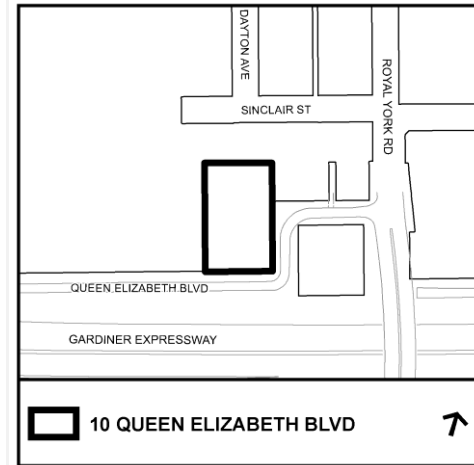 DAYTON AVE
SINCLAIR ST
ROYAL YORK RD
QUEEN ELIZABETH BLVD
GARDINER EXPRESSWAY
10 QUEEN ELIZABETH BLVD